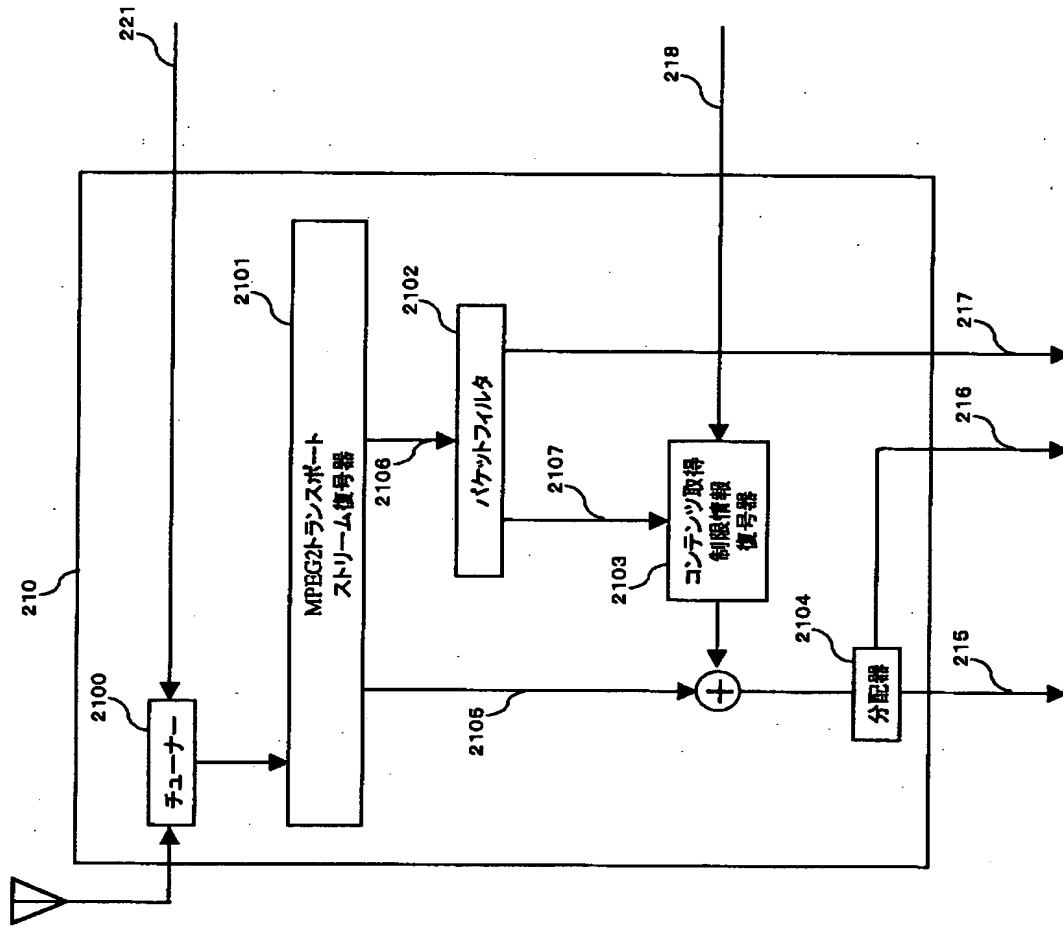 221
210
2100
チューナー
2101
MPEG2トランスポート
ストリーム復号器
2106
2102
パケットフィルタ
2107
218
コンテンツ取得
制限情報
復号器
2103
2105
2104
分配器
217
216
215